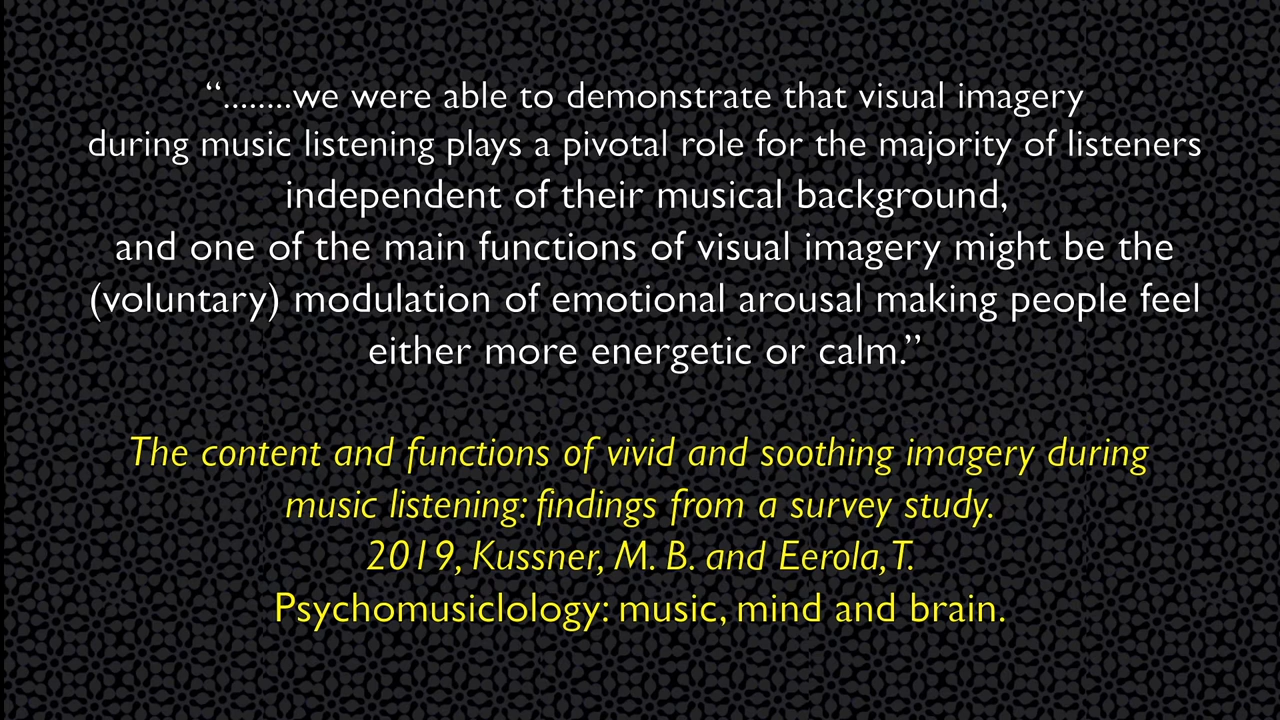 “........we were able to demonstrate that visual imagery
during music listening plays a pivotal role for the majority of listeners
independent of their musical background,
and one of the main functions of visual imagery might be the
(voluntary) modulation of emotional arousal making people feel
either more energetic or calm.”
The content and functions of vivid and soothing imagery during
music listening: findings from a survey study.
2019, Kussner, M. B. and Eerola, T.
Psychomusiclology: music, mind and brain.